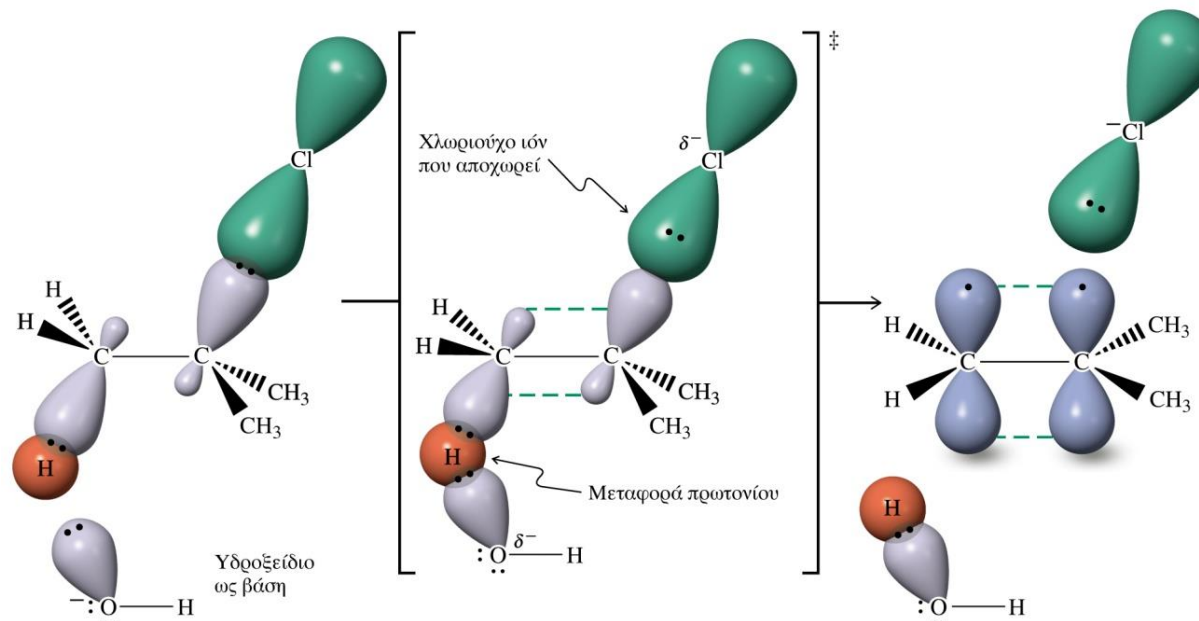 Cl
H
H
C
C
CH₃
CH₃
H
Υδροξείδιο
ως βάση
⁻:O—H
‡
Χλωριούχο ιόν
που αποχωρεί
δ⁻
Cl
H
H
C
C
CH₃
CH₃
H
Μεταφορά πρωτονίου
δ⁻
:O—H
⁻Cl
H
H
C
C
CH₃
CH₃
H
:O—H